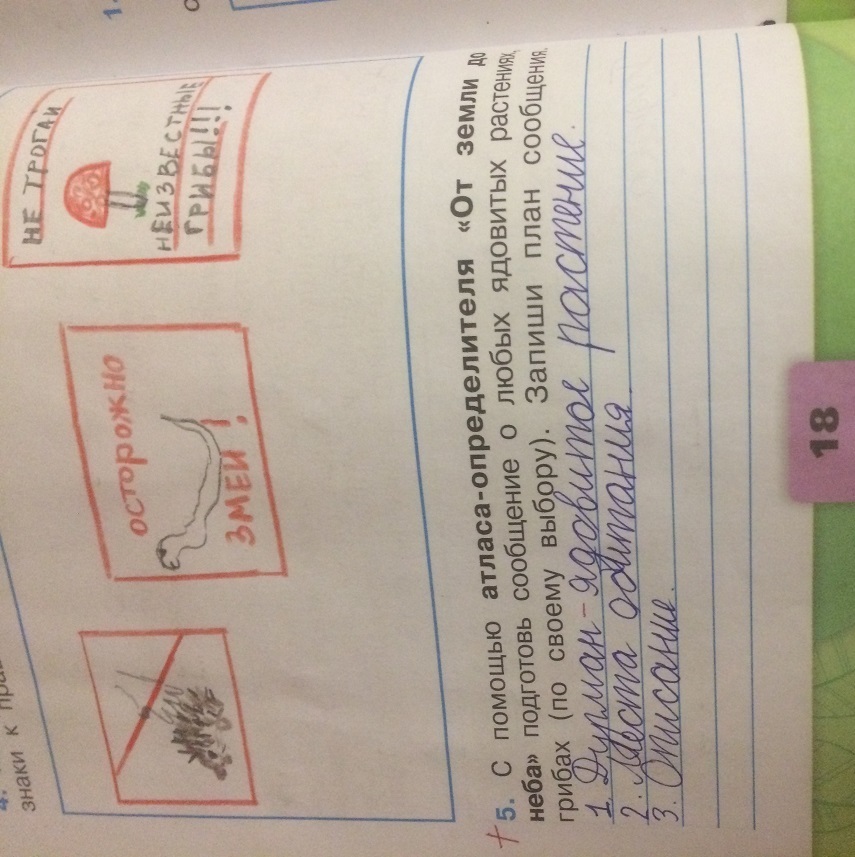 4.
знаки к
ОСТОРОЖНО
ЗМЕИ!
НЕ ТРОГАЙ
НЕИЗВЕСТНЫЕ
ГРИБЫ!!!
5. С помощью атласа-определителя «От земли до
неба» подготовь сообщение о любых ядовитых растениях,
грибах (по своему выбору). Запиши план сообщения.
1. Дурман - ядовитое растение.
2. Места обитания.
3. Описание.
18